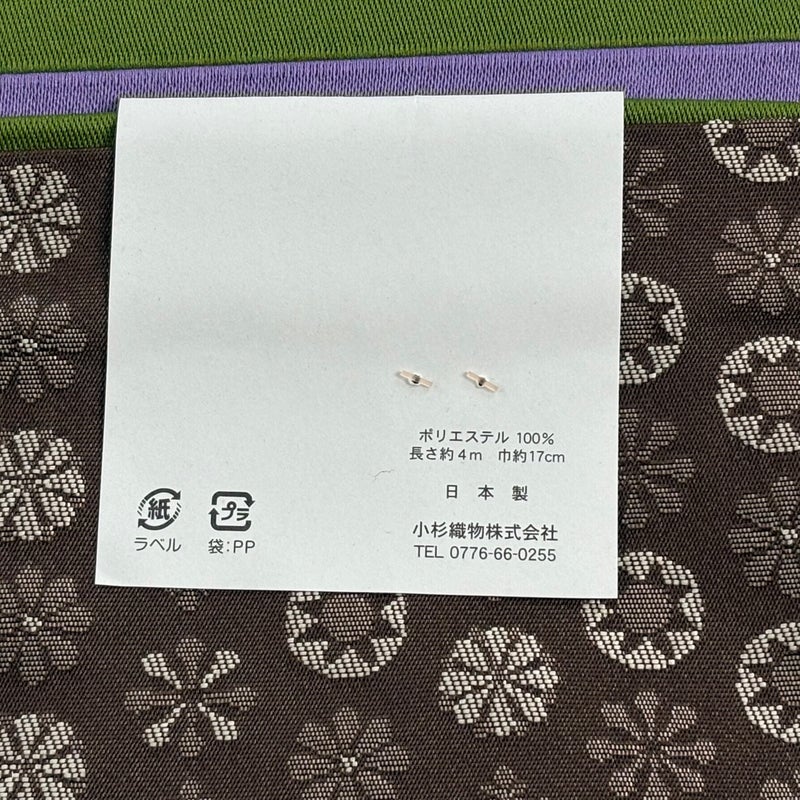 ポリエステル 100%
長さ約4m 巾約17cm
日本製
小杉織物株式会社
TEL 0776-66-0255
紙
ラベル
プラ
袋:PP